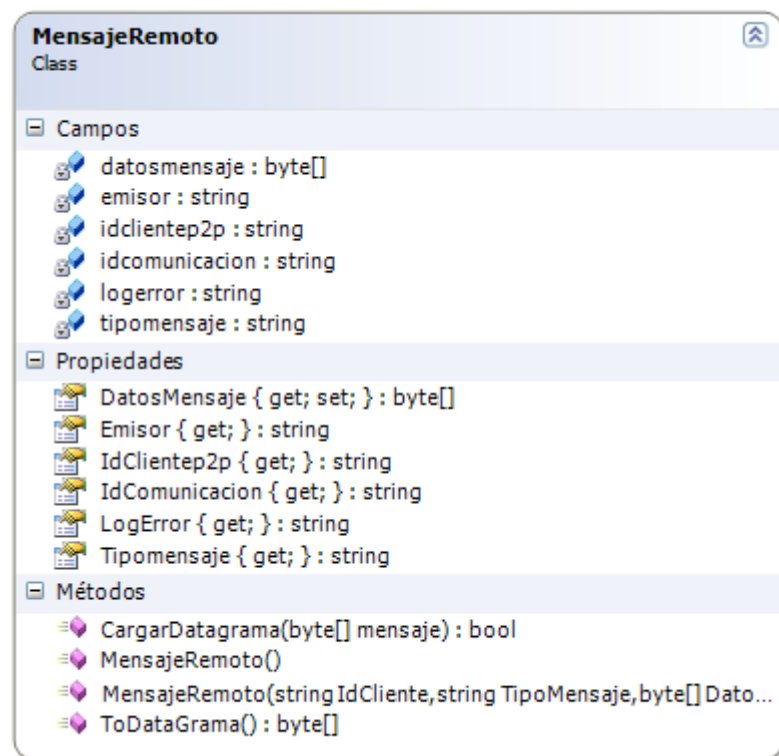 MensajeRemoto
Class
Campos
datosmensaje : byte[]
emisor : string
idclientep2p : string
idcomunicacion : string
logerror : string
tipomensaje : string
Propiedades
DatosMensaje { get; set; } : byte[]
Emisor { get; } : string
IdClientep2p { get; } : string
IdComunicacion { get; } : string
LogError { get; } : string
Tipomensaje { get; } : string
Métodos
CargarDatagrama(byte[] mensaje) : bool
MensajeRemoto()
MensajeRemoto(string IdCliente,string TipoMensaje,byte[] Dato...
ToDataGrama() : byte[]